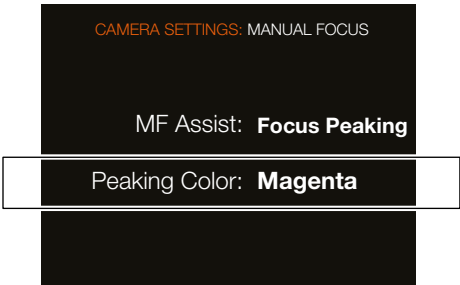 CAMERA SETTINGS: MANUAL FOCUS
MF Assist: Focus Peaking
Peaking Color: Magenta